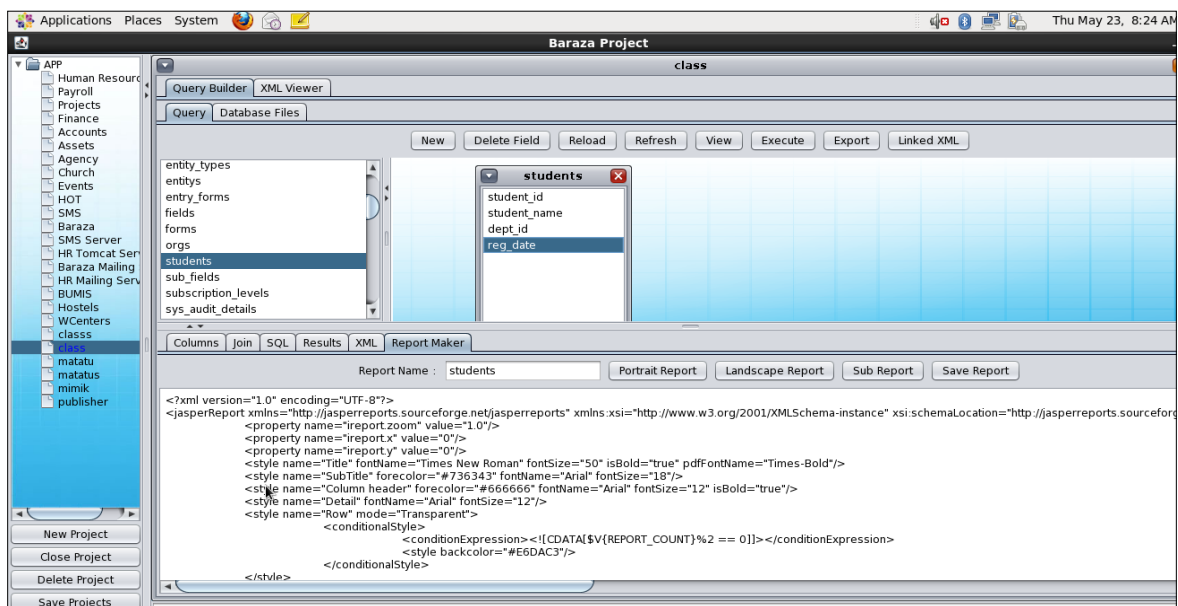 Applications Places System Thu May 23, 8:24 AM
Baraza Project
APP
Human Resourc
Payroll
Projects
Finance
Accounts
Assets
Agency
Church
Events
HOT
SMS
Baraza
SMS Server
HR Tomcat Ser
Baraza Mailing
HR Mailing Serv
BUMIS
Hostels
WCenters
classs
class
matatu
matatus
mimik
publisher
New Project
Close Project
Delete Project
Save Projects
class
Query Builder XML Viewer
Query Database Files
New Delete Field Reload Refresh View Execute Export Linked XML
entity_types
entitys
entry_forms
fields
forms
orgs
students
sub_fields
subscription_levels
sys_audit_details
students
student_id
student_name
dept_id
reg_date
Columns Join SQL Results XML Report Maker
Report Name : students Portrait Report Landscape Report Sub Report Save Report
<?xml version="1.0" encoding="UTF-8"?>
<jasperReport xmlns="http://jasperreports.sourceforge.net/jasperreports" xmlns:xsi="http://www.w3.org/2001/XMLSchema-instance" xsi:schemaLocation="http://jasperreports.sourceforg
<property name="ireport.zoom" value="1.0"/>
<property name="ireport.x" value="0"/>
<property name="ireport.y" value="0"/>
<style name="Title" fontName="Times New Roman" fontSize="50" isBold="true" pdfFontName="Times-Bold"/>
<style name="SubTitle" forecolor="#736343" fontName="Arial" fontSize="18"/>
<style name="Column header" forecolor="#666666" fontName="Arial" fontSize="12" isBold="true"/>
<style name="Detail" fontName="Arial" fontSize="12"/>
<style name="Row" mode="Transparent">
<conditionalStyle>
<conditionExpression><![CDATA[$V{REPORT_COUNT}%2 == 0]]></conditionExpression>
<style backcolor="#E6DAC3"/>
</conditionalStyle>
</style>